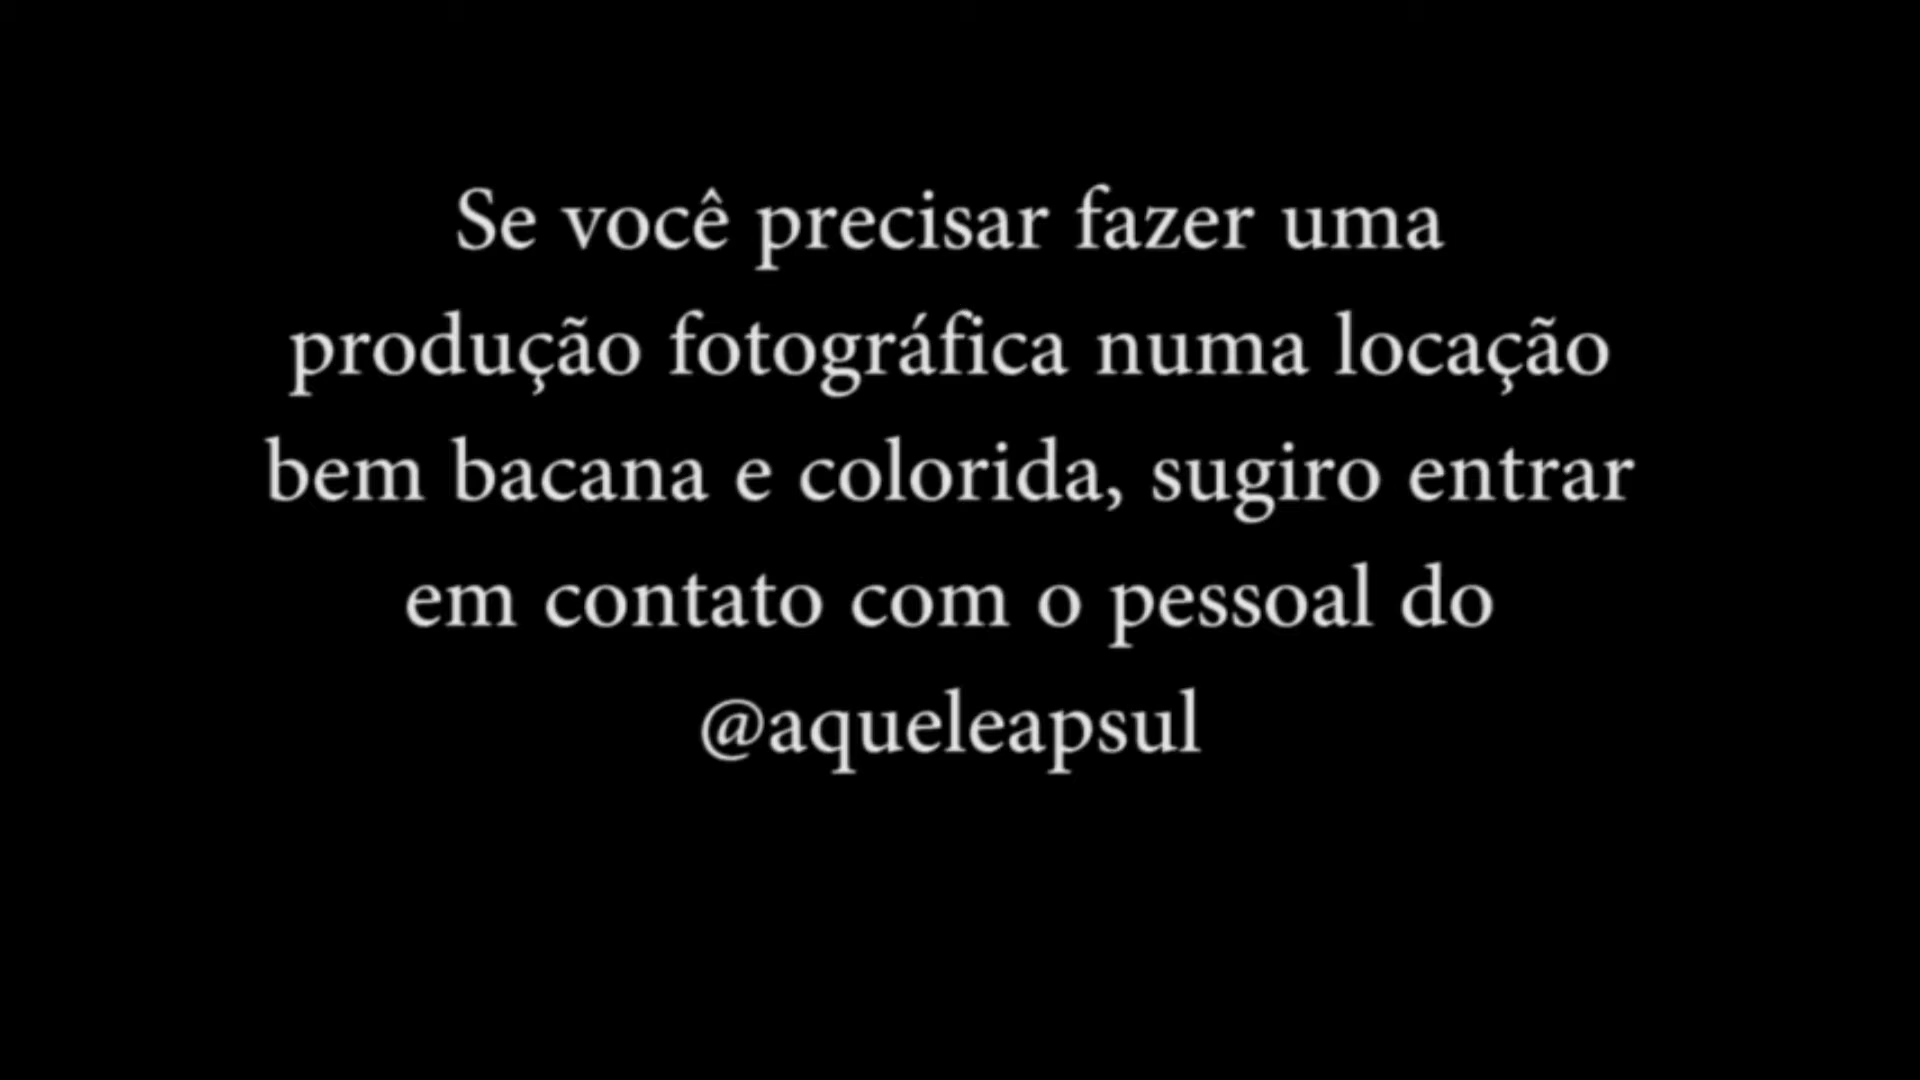 Se você precisar fazer uma
produção fotográfica numa locação
bem bacana e colorida, sugiro entrar
em contato com o pessoal do
@aqueleapsul